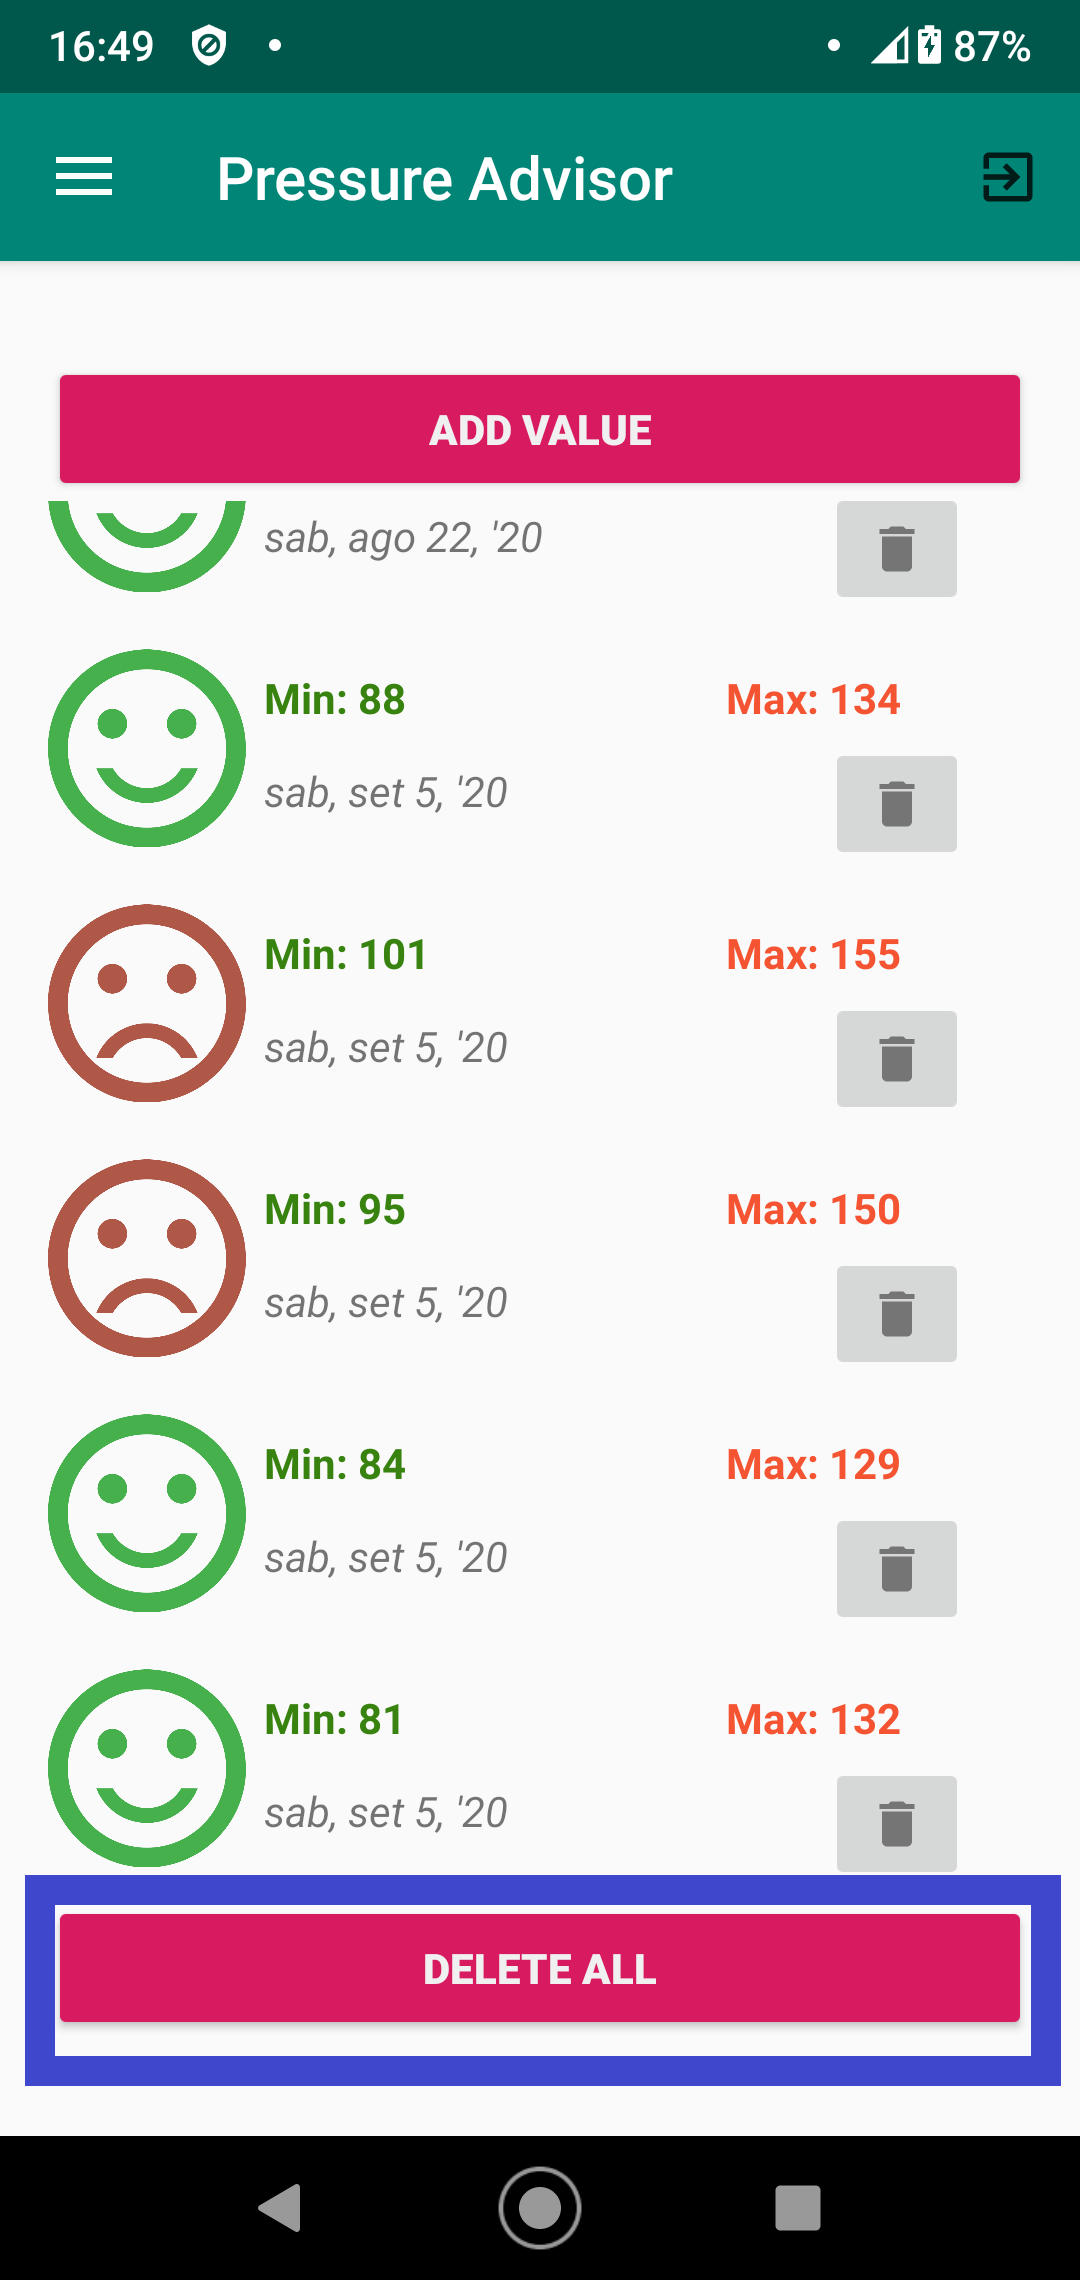 16:49
87%
Pressure Advisor
ADD VALUE
sab, ago 22, '20
Min: 88
Max: 134
sab, set 5, '20
Min: 101
Max: 155
sab, set 5, '20
Min: 95
Max: 150
sab, set 5, '20
Min: 84
Max: 129
sab, set 5, '20
Min: 81
Max: 132
sab, set 5, '20
DELETE ALL